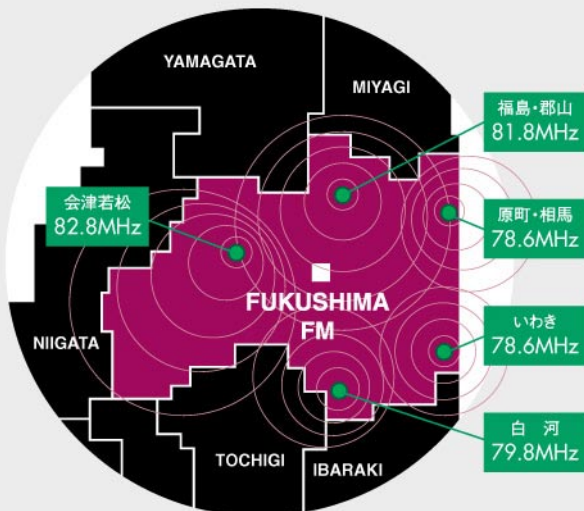 YAMAGATA
MIYAGI
福島・郡山
81.8MHz
会津若松
82.8MHz
原町・相馬
78.6MHz
FUKUSHIMA
FM
NIIGATA
いわき
78.6MHz
白　河
79.8MHz
TOCHIGI
IBARAKI